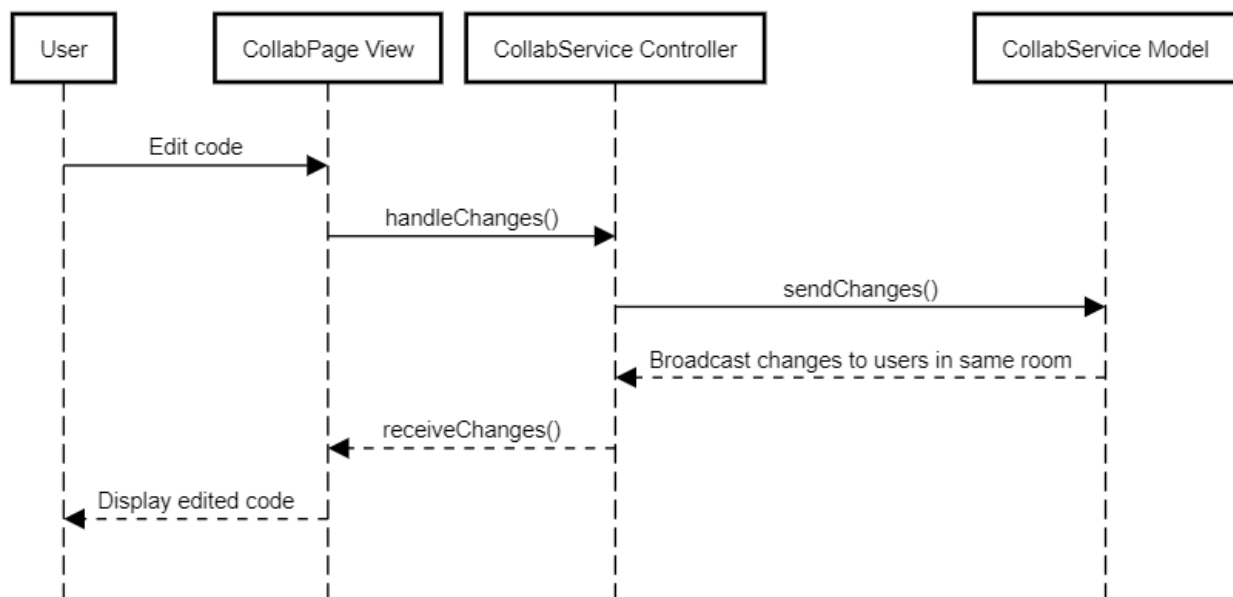 User
CollabPage View
CollabService Controller
CollabService Model
Edit code
handleChanges()
sendChanges()
Broadcast changes to users in same room
receiveChanges()
Display edited code